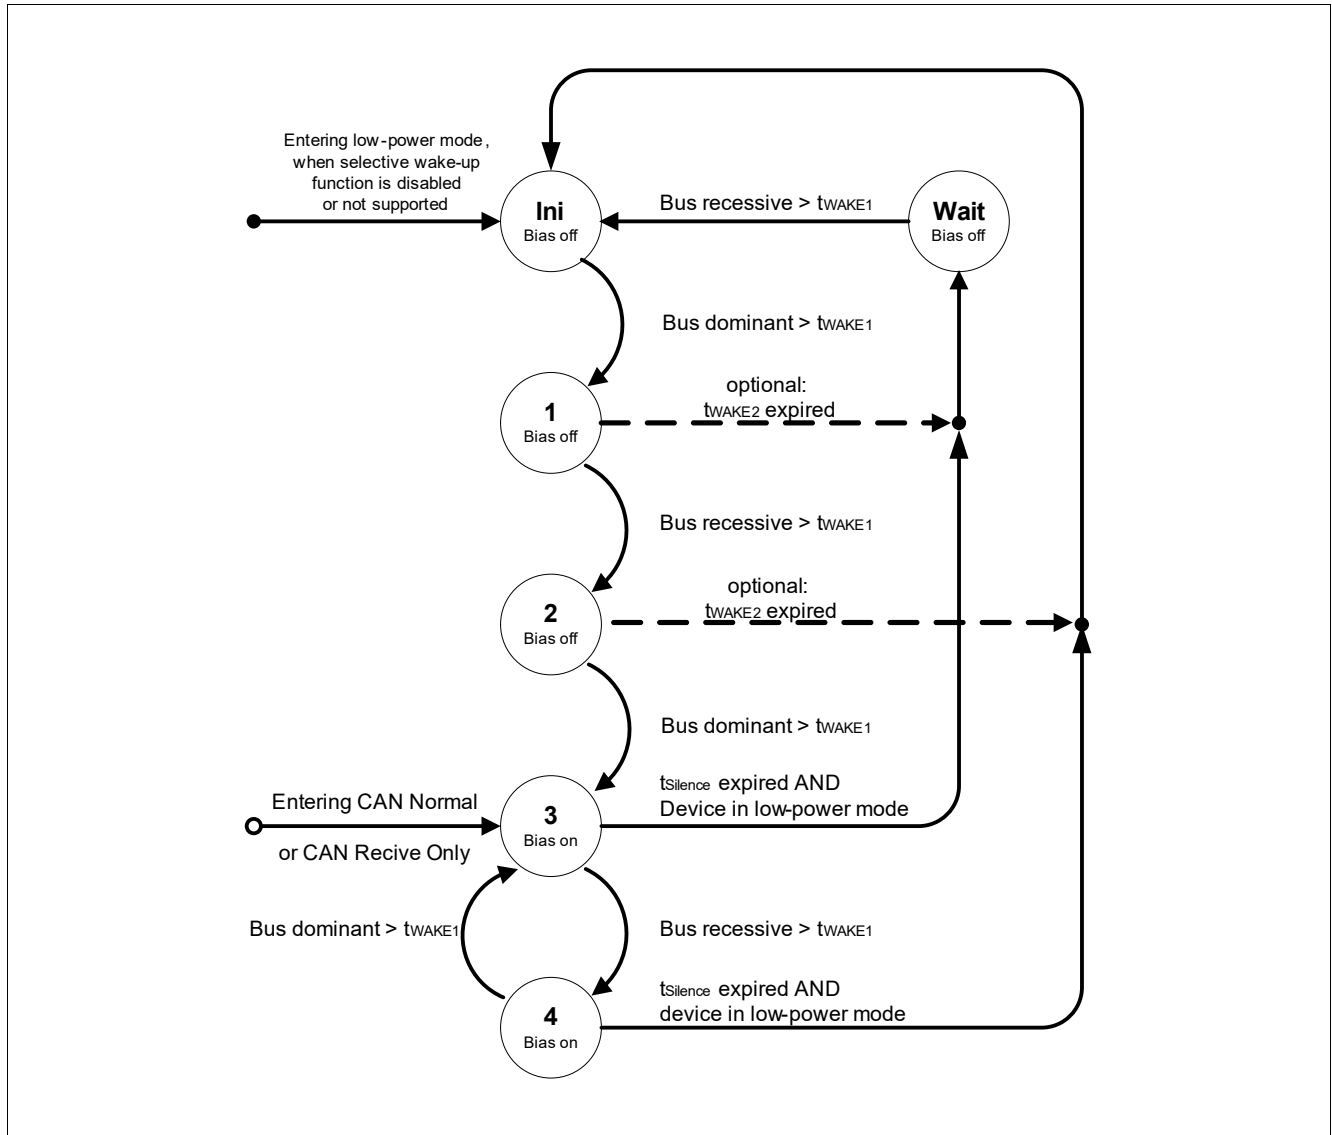 Entering low-power mode,
when selective wake-up
function is disabled
or not supported
Ini
Bias off
Bus recessive > tWAKE1
Wait
Bias off
Bus dominant > tWAKE1
1
Bias off
optional:
tWAKE2 expired
Bus recessive > tWAKE1
2
Bias off
optional:
tWAKE2 expired
Bus dominant > tWAKE1
Entering CAN Normal
or CAN Recive Only
3
Bias on
tSilence expired AND
Device in low-power mode
Bus dominant > tWAKE1
Bus recessive > tWAKE1
4
Bias on
tSilence expired AND
device in low-power mode